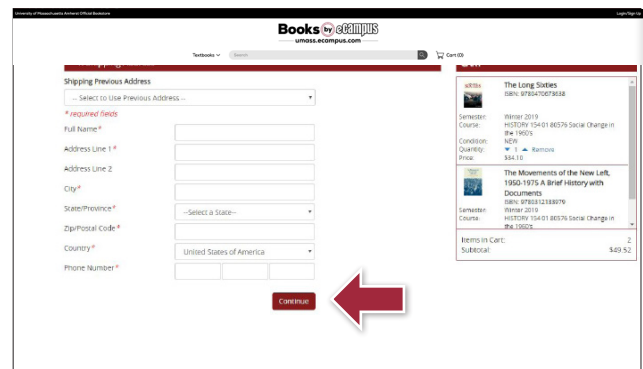 University of Massachusetts Amherst Official Bookstore
Login/Sign Up
Books by eCAMPUS
umass.ecampus.com
Textbooks
Search
Cart (0)
Shipping Previous Address
-- Select to Use Previous Address --
* required fields
Full Name*
Address Line 1*
Address Line 2
City*
State/Province*
--Select a State--
Zip/Postal Code*
Country*
United States of America
Phone Number*
Continue
The Long Sixties
ISBN: 9780470673638
Semester: Winter 2019
Course: HISTORY 154-01 80576 Social Change in
the 1960's
Condition: NEW
Quantity: 1 Remove
Price: $34.10
The Movements of the New Left,
1950-1975 A Brief History with
Documents
ISBN: 9780312133979
Semester: Winter 2019
Course: HISTORY 154-01 80576 Social Change in
the 1960's
Items in Cart: 2
Subtotal: $49.52